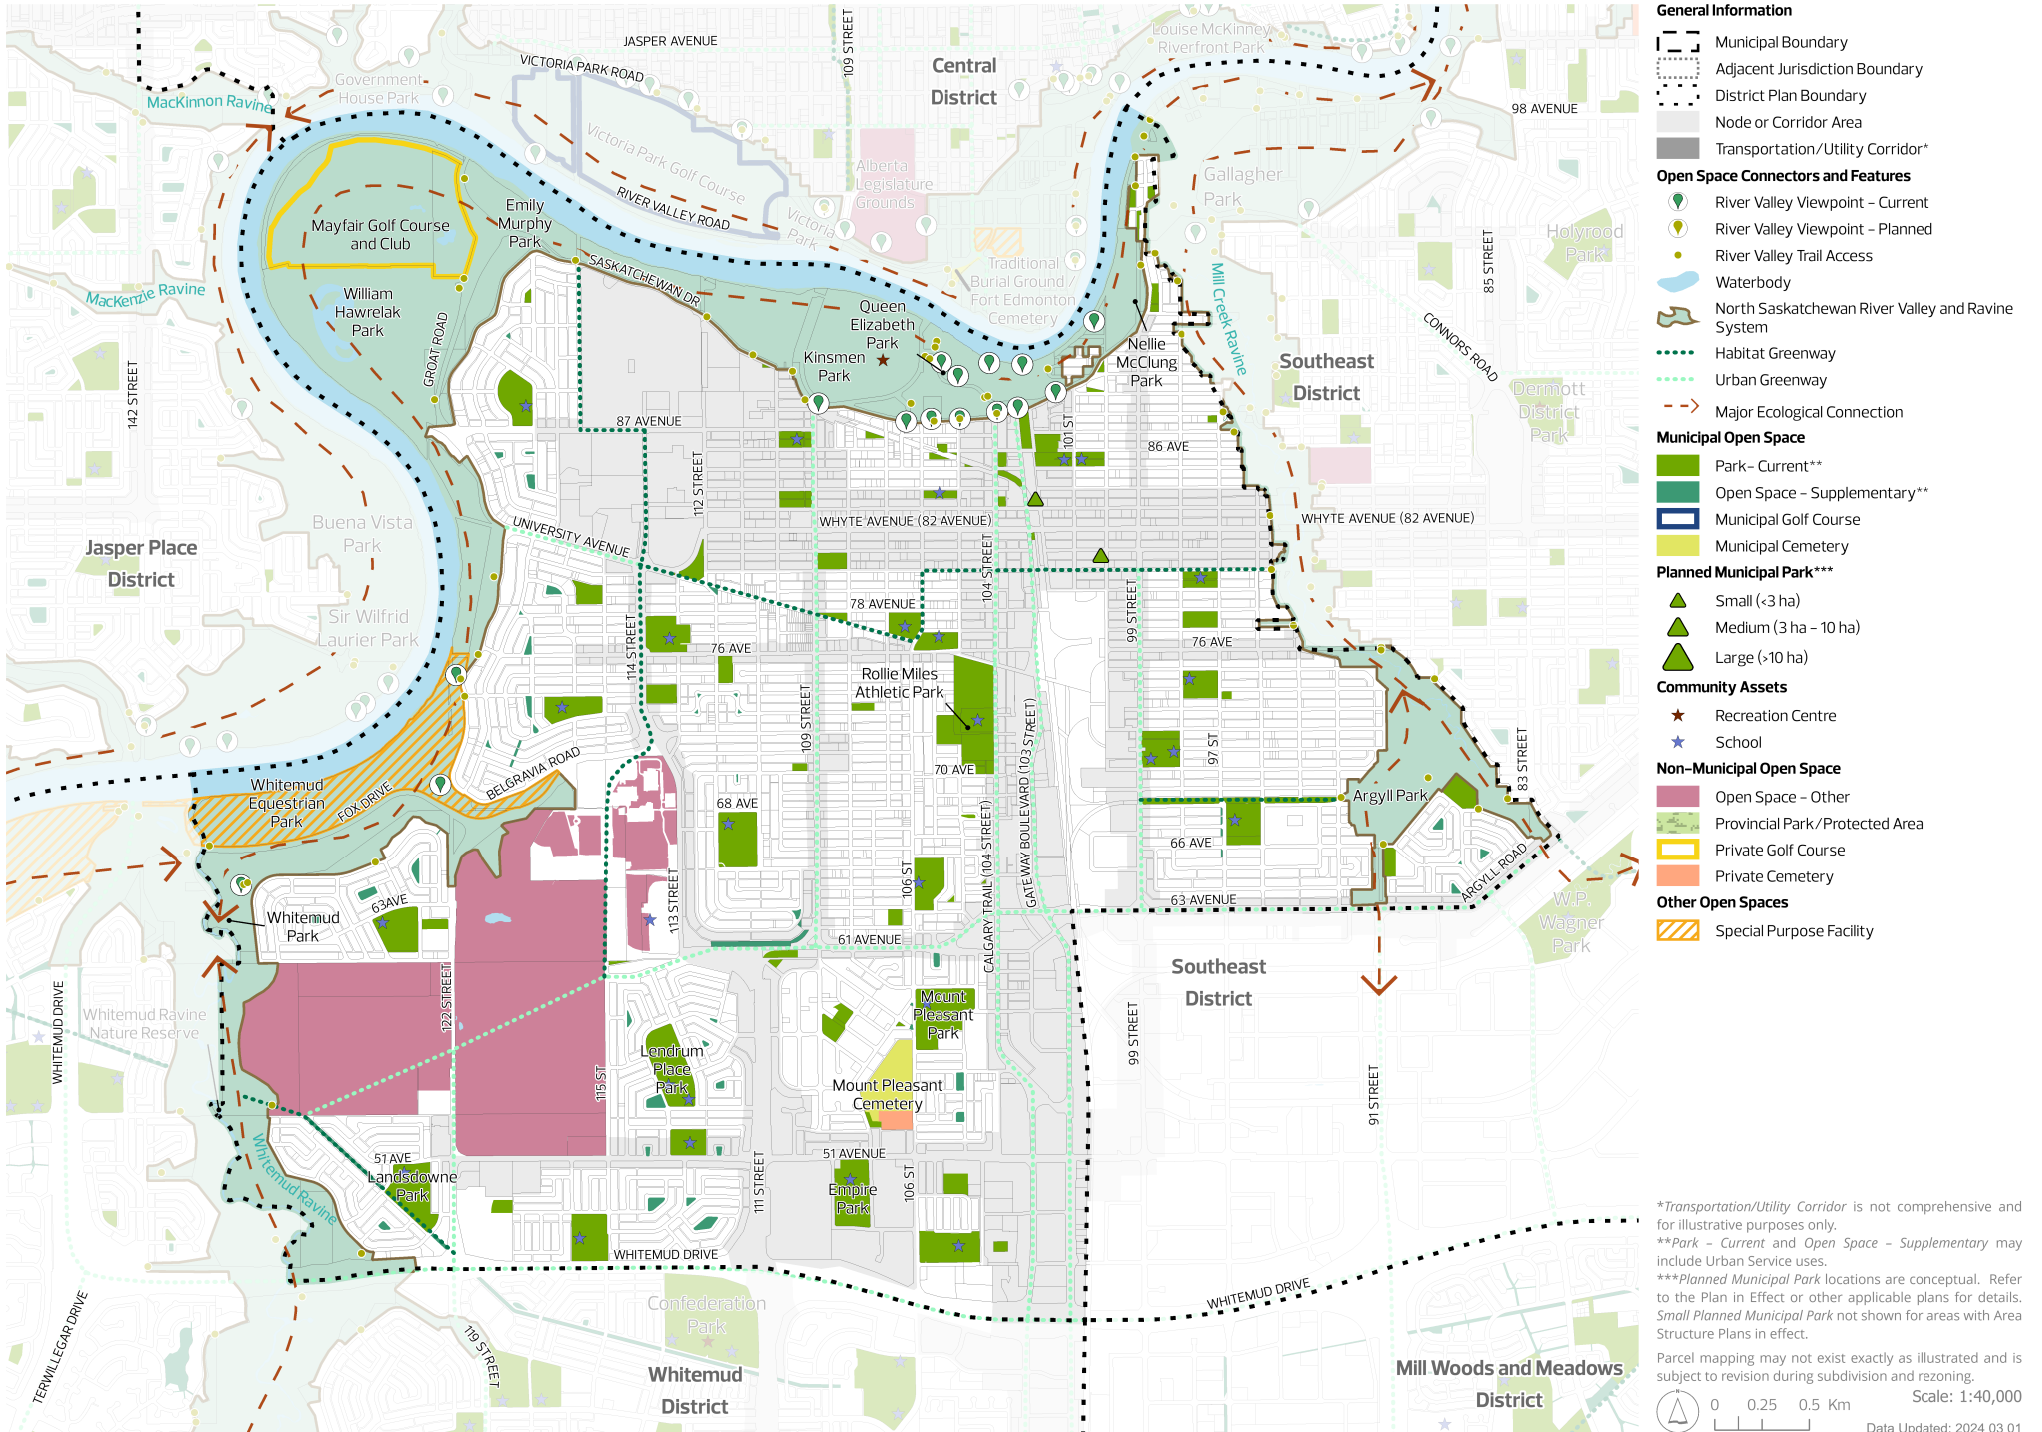 JASPER AVENUE
109 STREET
VICTORIA PARK ROAD
Central
District
Louise McKinney
Riverfront Park
Government
House Park
MacKinnon Ravine
98 AVENUE
Victoria Park Golf Course
Alberta
Legislature
Grounds
Gallagher
Park
RIVER VALLEY ROAD
Victoria
Park
Emily
Murphy
Park
Mayfair Golf Course
and Club
Holyrood
Park
85 STREET
SASKATCHEWAN DR
Traditional
Burial Ground /
Fort Edmonton
Cemetery
Mill Creek Ravine
MacKenzie Ravine
William
Hawrelak
Park
Queen
Elizabeth
Park
GROAT ROAD
Kinsmen
Park
Nellie
McClung
Park
Southeast
District
CONNORS ROAD
Dermott
District
Park
142 STREET
87 AVENUE
101 ST
86 AVE
112 STREET
Buena Vista
Park
UNIVERSITY AVENUE
WHYTE AVENUE (82 AVENUE)
WHYTE AVENUE (82 AVENUE)
Jasper Place
District
104 STREET
Sir Wilfrid
Laurier Park
78 AVENUE
99 STREET
114 STREET
76 AVE
76 AVE
Rollie Miles
Athletic Park
109 STREET
GATEWAY BOULEVARD (103 STREET)
97 ST
83 STREET
BELGRAVIA ROAD
70 AVE
Whitemud
Equestrian
Park
FOX DRIVE
68 AVE
Argyll Park
CALGARY TRAIL (104 STREET)
66 AVE
ARGYLL ROAD
106 ST
113 STREET
63 AVE
63 AVENUE
Whitemud
Park
W.P.
Wagner
Park
61 AVENUE
Southeast
District
122 STREET
WHITEMUD DRIVE
Whitemud Ravine
Nature Reserve
Mount
Pleasant
Park
99 STREET
Lendrum
Place
Park
115 ST
Mount Pleasant
Cemetery
91 STREET
Whitemud Ravine
51 AVE
Landsdowne
Park
111 STREET
51 AVENUE
106 ST
Empire
Park
WHITEMUD DRIVE
WHITEMUD DRIVE
TERWILLEGAR DRIVE
119 STREET
Confederation
Park
Whitemud
District
Mill Woods and Meadows
District
General Information
Municipal Boundary
Adjacent Jurisdiction Boundary
District Plan Boundary
Node or Corridor Area
Transportation/Utility Corridor*
Open Space Connectors and Features
River Valley Viewpoint - Current
River Valley Viewpoint - Planned
River Valley Trail Access
Waterbody
North Saskatchewan River Valley and Ravine
System
Habitat Greenway
Urban Greenway
Major Ecological Connection
Municipal Open Space
Park- Current**
Open Space - Supplementary**
Municipal Golf Course
Municipal Cemetery
Planned Municipal Park***
Small (<3 ha)
Medium (3 ha - 10 ha)
Large (>10 ha)
Community Assets
Recreation Centre
School
Non-Municipal Open Space
Open Space - Other
Provincial Park/Protected Area
Private Golf Course
Private Cemetery
Other Open Spaces
Special Purpose Facility
*Transportation/Utility Corridor is not comprehensive and
for illustrative purposes only.
**Park - Current and Open Space - Supplementary may
include Urban Service uses.
***Planned Municipal Park locations are conceptual. Refer
to the Plan in Effect or other applicable plans for details.
Small Planned Municipal Park not shown for areas with Area
Structure Plans in effect.
Parcel mapping may not exist exactly as illustrated and is
subject to revision during subdivision and rezoning.
N
0 0.25 0.5 Km
Scale: 1:40,000
Data Updated: 2024 03 01